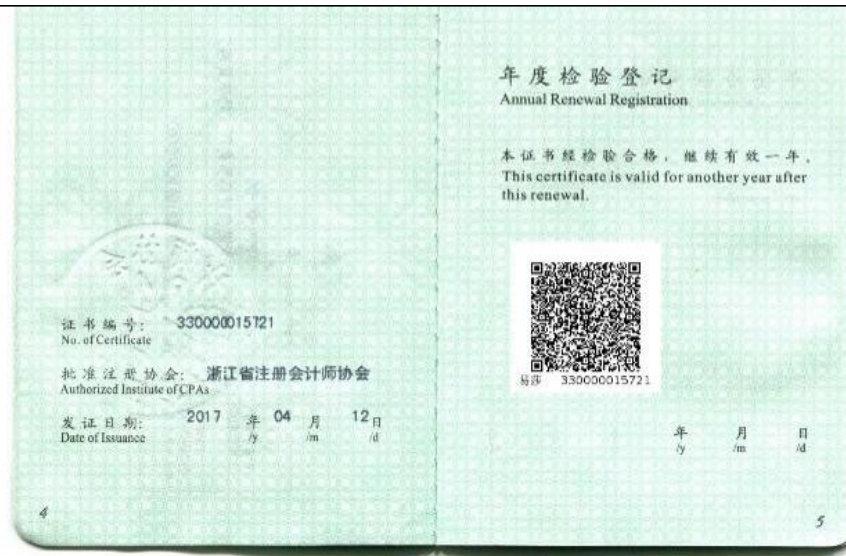 证书编号: 330000015721
No. of Certificate
批准注册协会: 浙江省注册会计师协会
Authorized Institute of CPAs
发证日期: 2017 年 04 月 12 日
Date of Issuance /y /m /d
4
年度检验登记
Annual Renewal Registration
本证书经检验合格，继续有效一年。
This certificate is valid for another year after
this renewal.
易莎 330000015721
年 月 日
/y /m /d
5